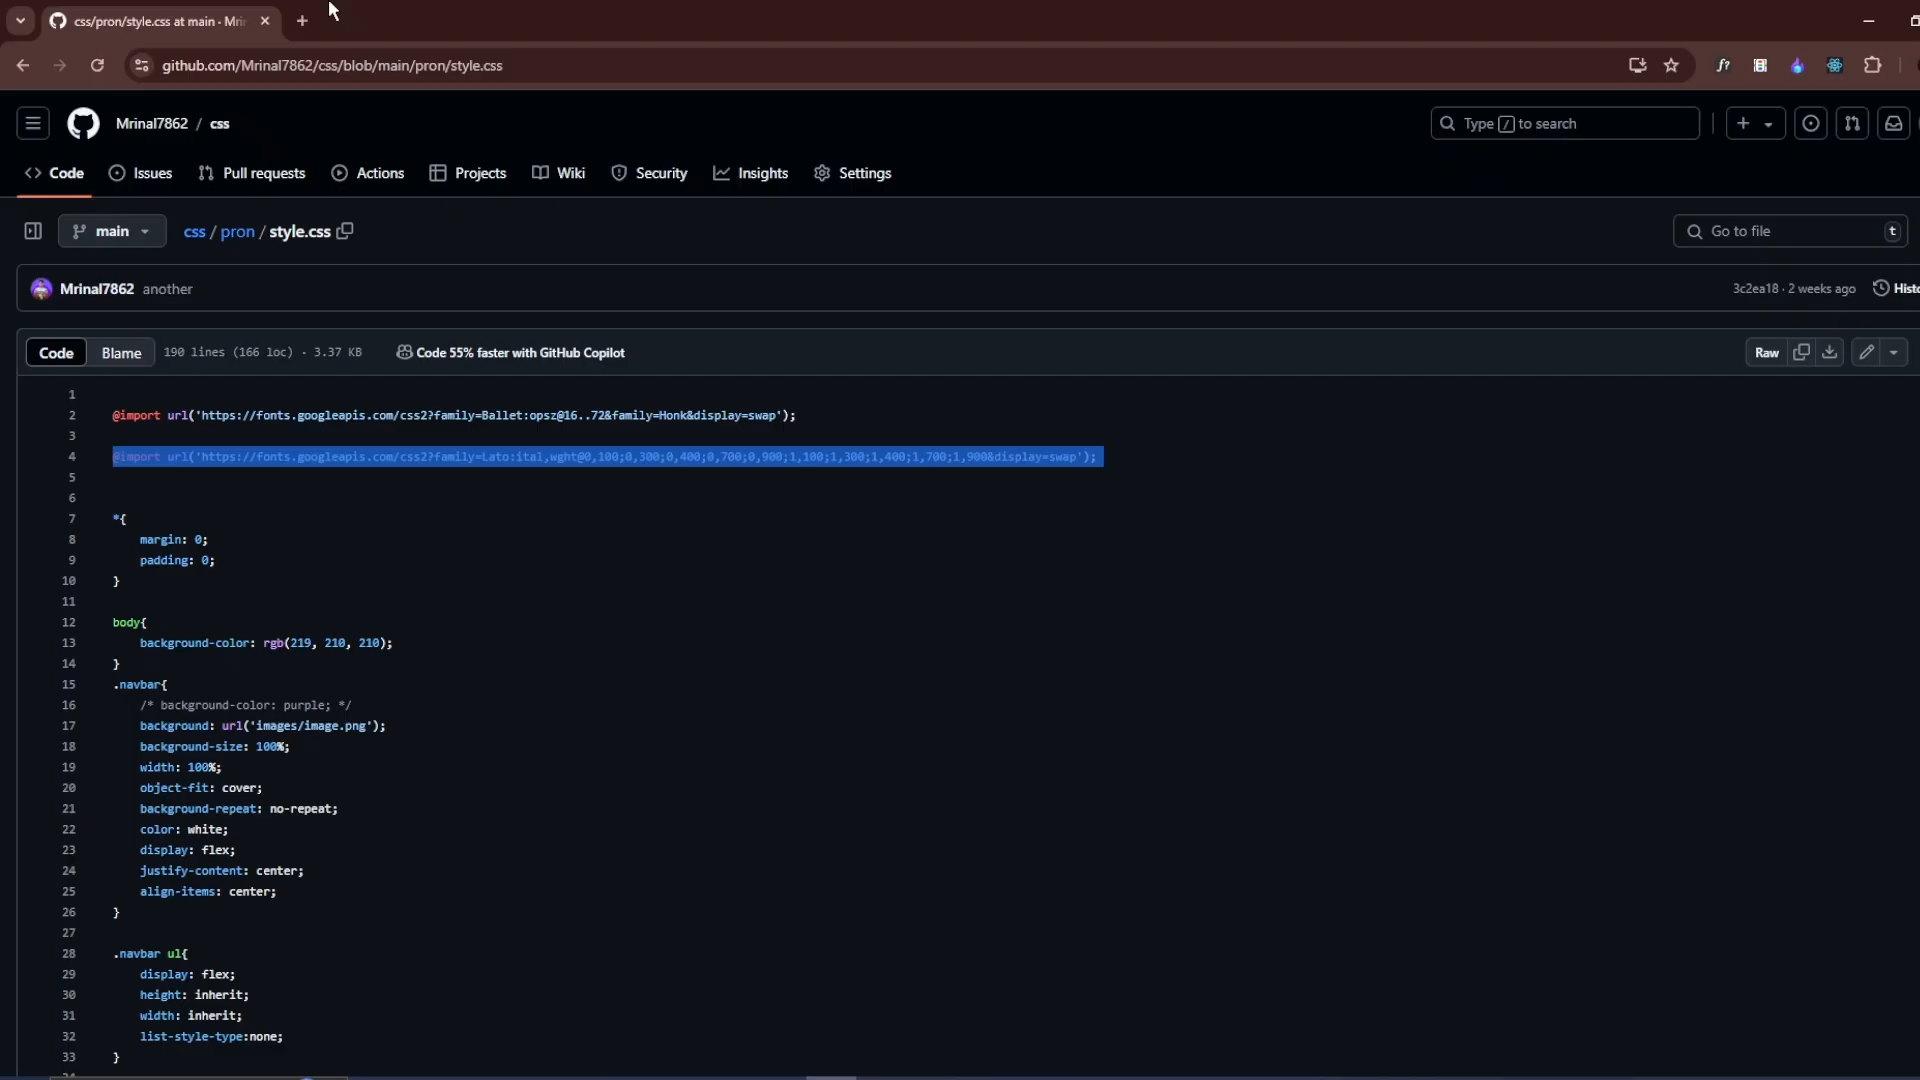 css/pron/style.css at main · Mri
github.com/Mrinal7862/css/blob/main/pron/style.css
Mrinal7862 / css
Type / to search
Code Issues Pull requests Actions Projects Wiki Security Insights Settings
main css / pron / style.css
Go to file t
Mrinal7862 another
3c2ea18 · 2 weeks ago Histo
Code Blame 190 lines (166 loc) · 3.37 KB Code 55% faster with GitHub Copilot
Raw
1
2 @import url('https://fonts.googleapis.com/css2?family=Ballet:opsz@16..72&family=Honk&display=swap');
3
4 @import url('https://fonts.googleapis.com/css2?family=Lato:ital,wght@0,100;0,300;0,400;0,700;0,900;1,100;1,300;1,400;1,700;1,900&display=swap');
5
6
7 *{
8 margin: 0;
9 padding: 0;
10 }
11
12 body{
13 background-color: rgb(219, 210, 210);
14 }
15 .navbar{
16 /* background-color: purple; */
17 background: url('images/image.png');
18 background-size: 100%;
19 width: 100%;
20 object-fit: cover;
21 background-repeat: no-repeat;
22 color: white;
23 display: flex;
24 justify-content: center;
25 align-items: center;
26 }
27
28 .navbar ul{
29 display: flex;
30 height: inherit;
31 width: inherit;
32 list-style-type:none;
33 }